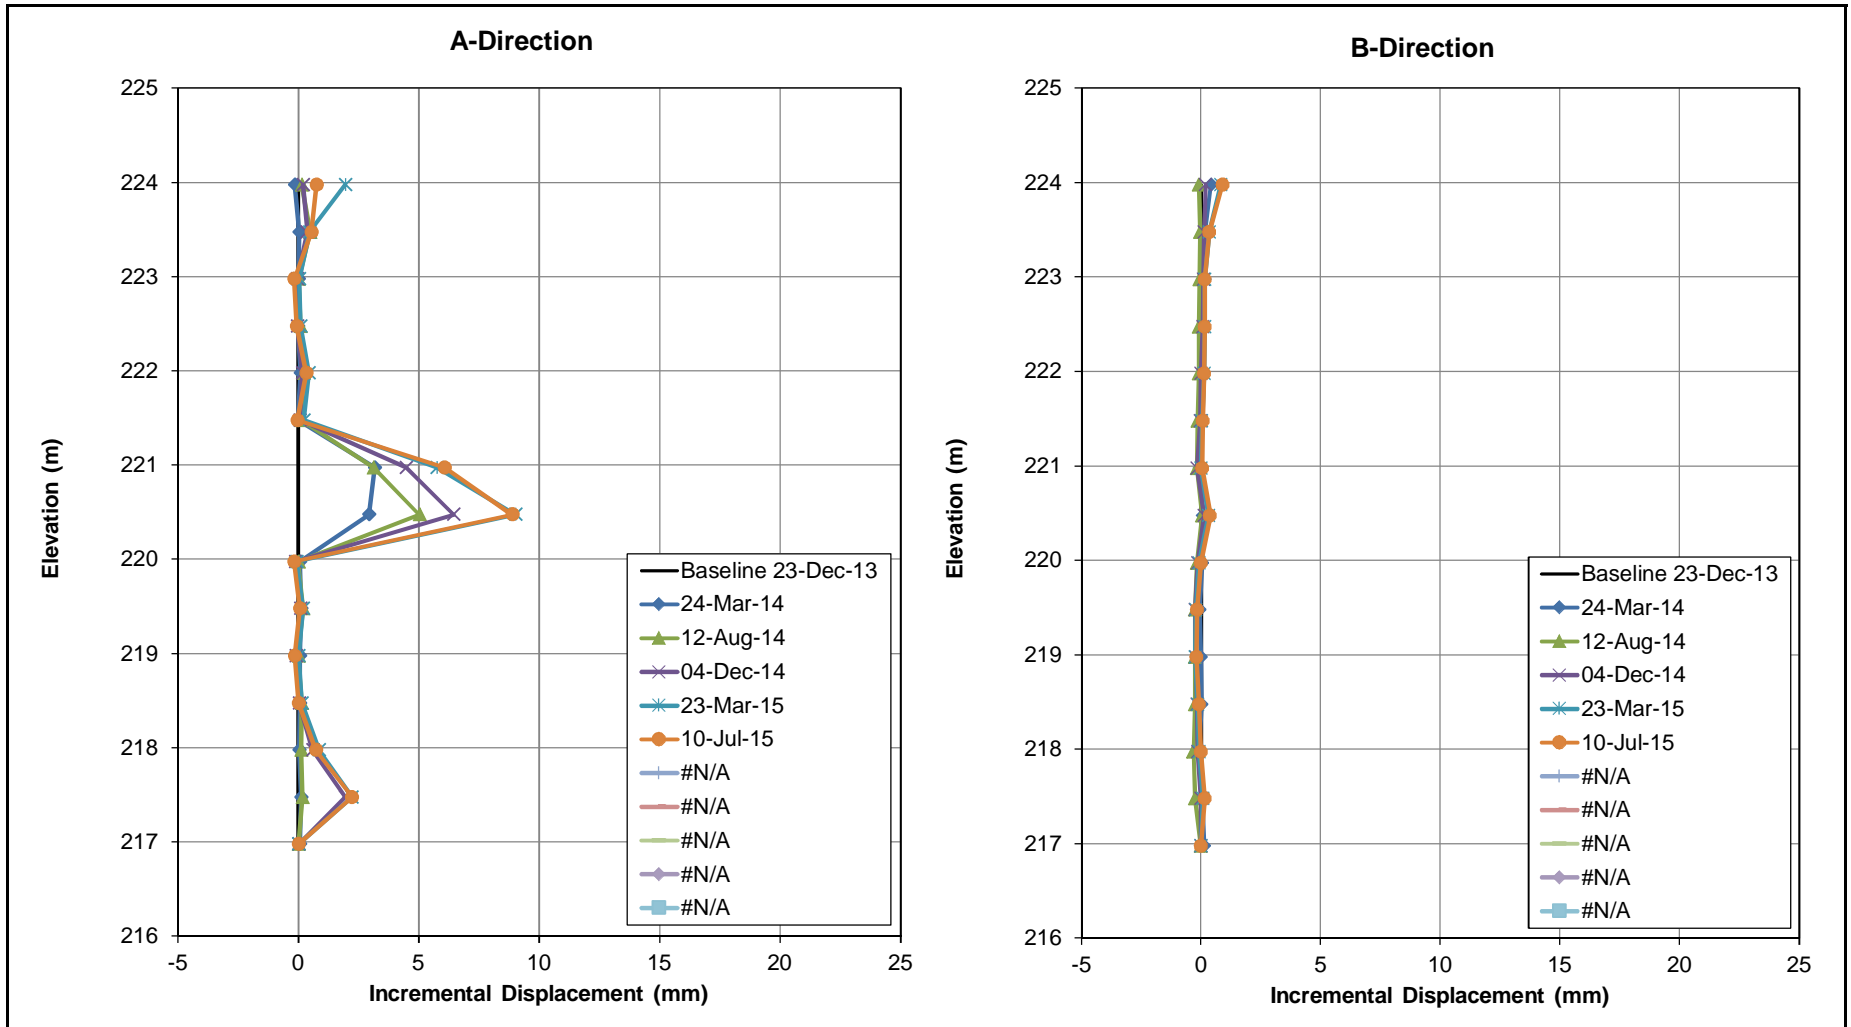 A-Direction
225
224
223
222
221
220
219
218
217
216
Elevation (m)
-5 0 5 10 15 20 25
Incremental Displacement (mm)
Baseline 23-Dec-13
24-Mar-14
12-Aug-14
04-Dec-14
23-Mar-15
10-Jul-15
#N/A
#N/A
#N/A
#N/A
#N/A
B-Direction
225
224
223
222
221
220
219
218
217
216
Elevation (m)
-5 0 5 10 15 20 25
Incremental Displacement (mm)
Baseline 23-Dec-13
24-Mar-14
12-Aug-14
04-Dec-14
23-Mar-15
10-Jul-15
#N/A
#N/A
#N/A
#N/A
#N/A